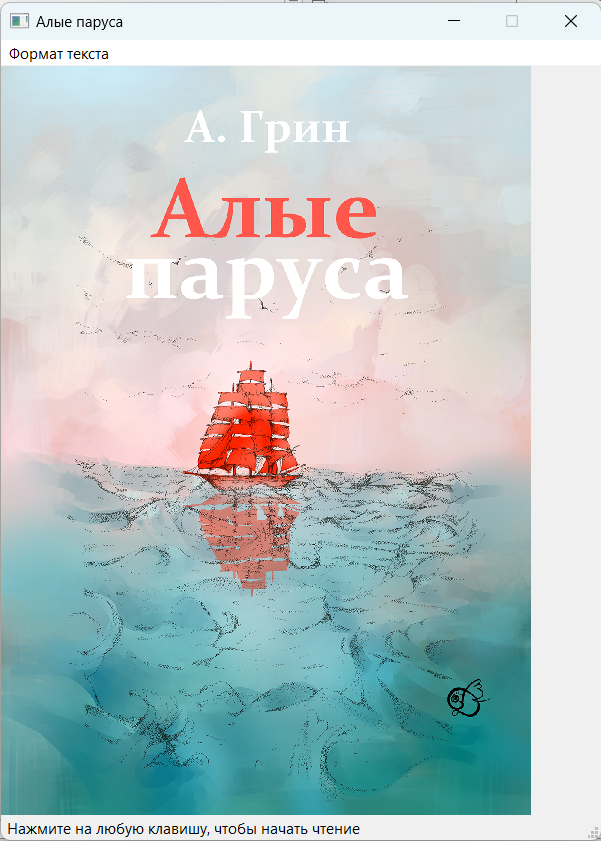 Алые паруса
Формат текста
А. Грин
Алые
паруса
Нажмите на любую клавишу, чтобы начать чтение